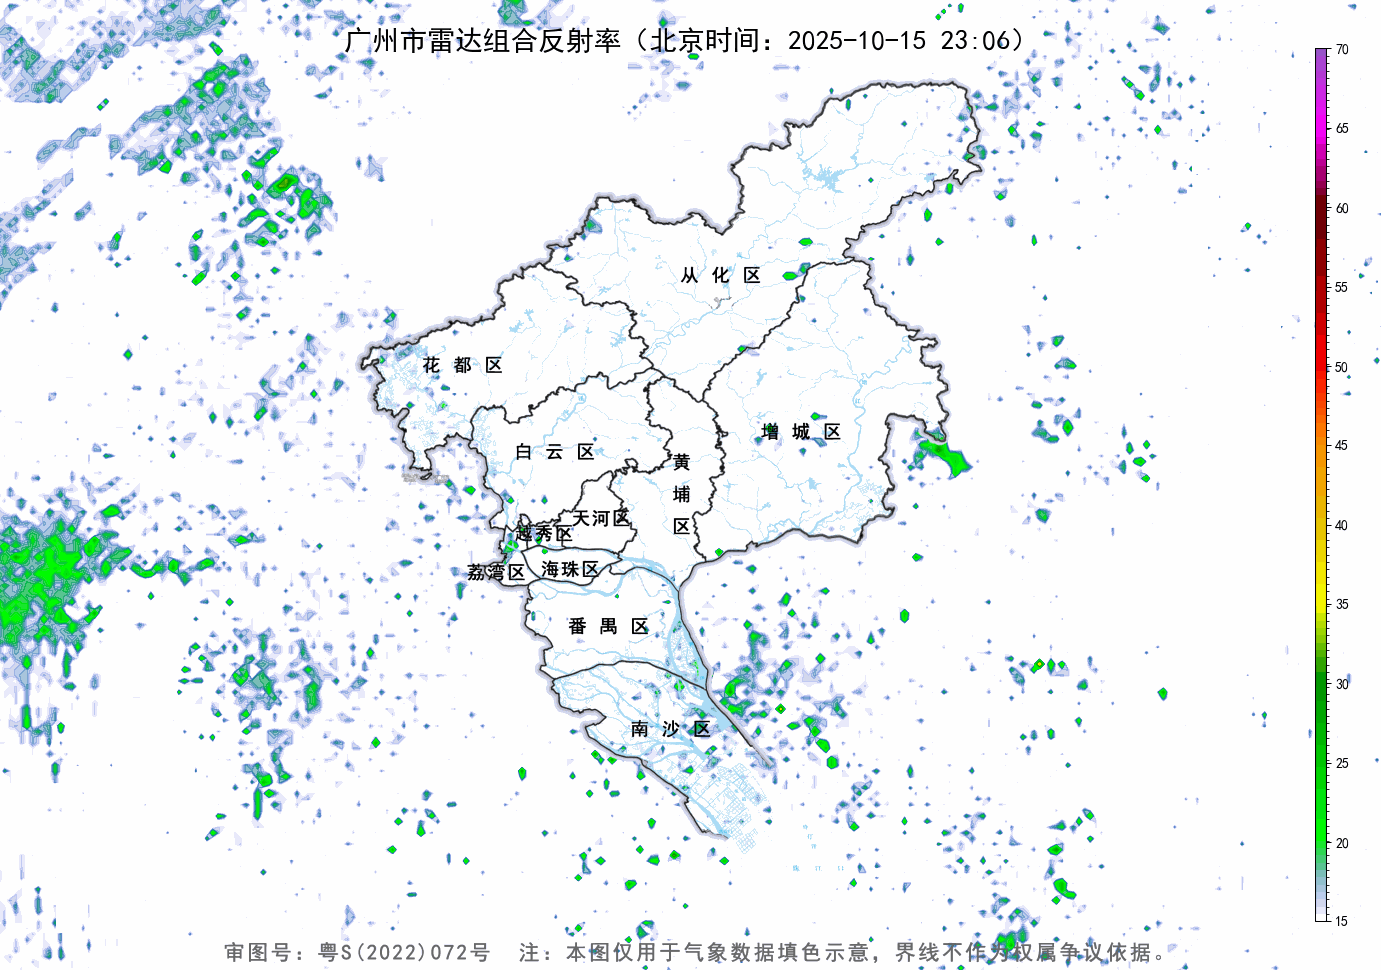 广州市雷达组合反射率（北京时间：2025-10-15 23:06）
70
65
60
55
50
45
40
35
30
25
20
15
从化区
花都区
增城区
白云区
黄埔区
天河区
越秀区
海珠区
荔湾区
番禺区
南沙区
审图号：粤S(2022)072号 注：本图仅用于气象数据填色示意，界线不作为权属争议依据。